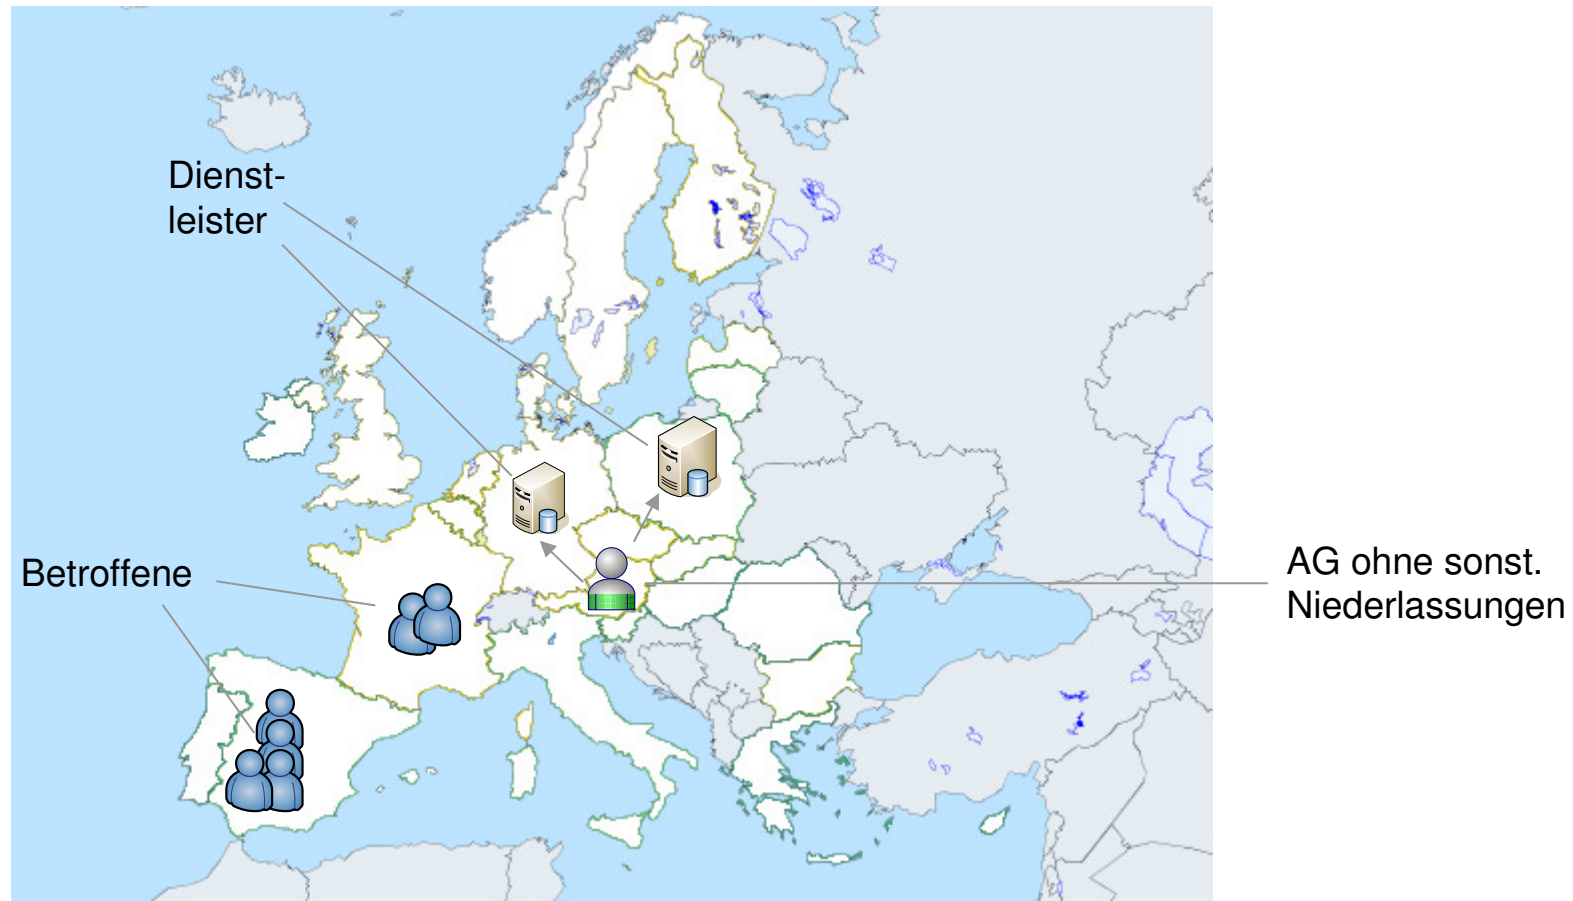 Dienst-
leister
Betroffene
AG ohne sonst.
Niederlassungen